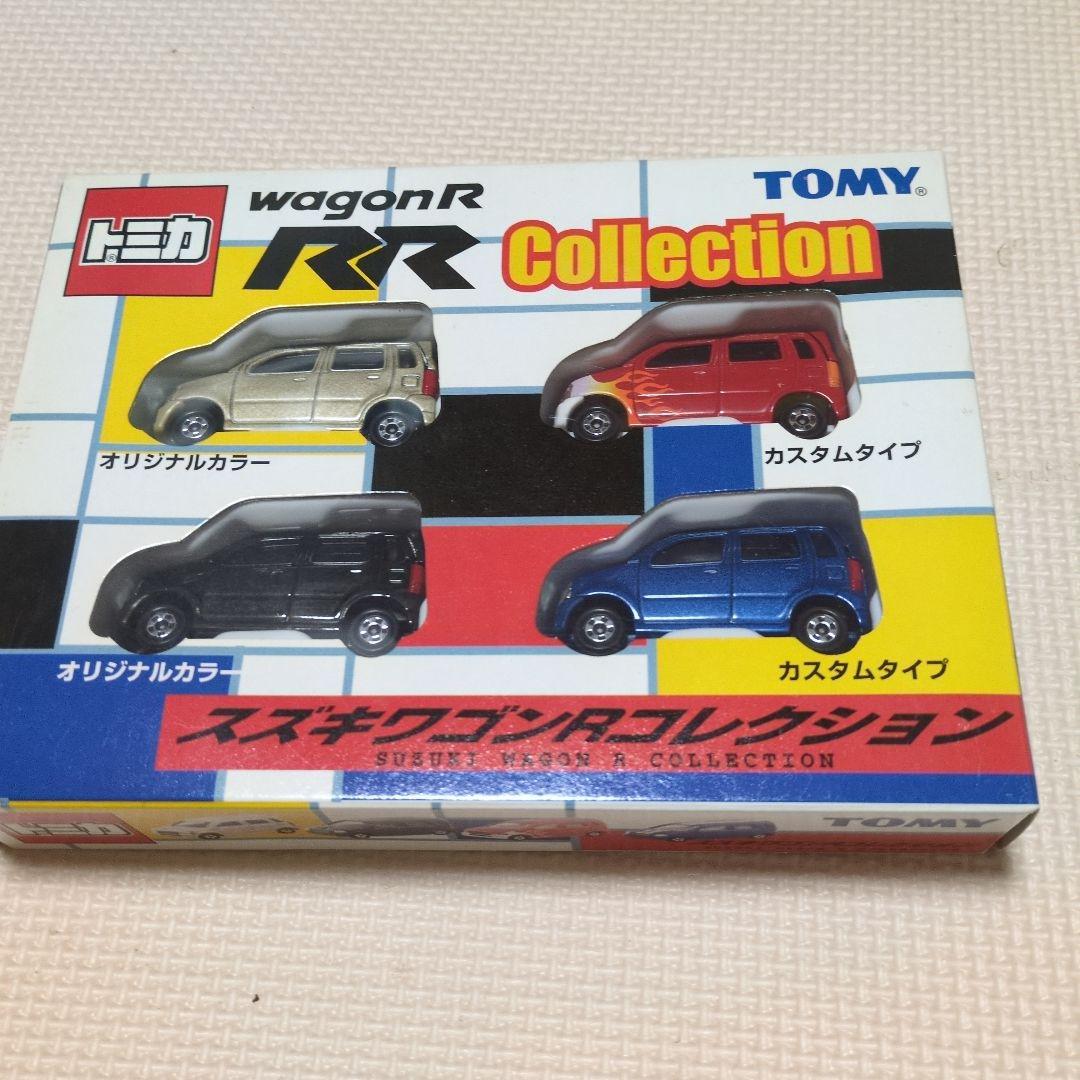 トミカ®
wagonR
RR
Collection
TOMY®
オリジナルカラー
カスタムタイプ
オリジナルカラー
カスタムタイプ
スズキワゴンRコレクション
SUZUKI WAGON R COLLECTION
トミカ
TOMY